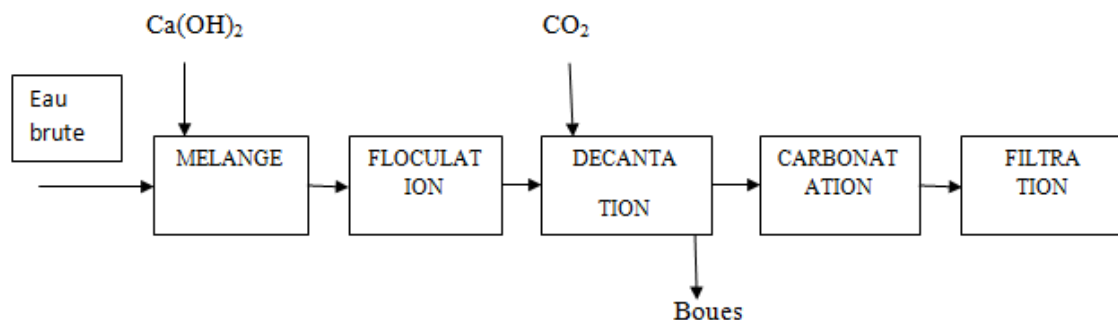 Ca(OH)₂
CO₂
Eau
brute
MELANGE
FLOCULAT
ION
DECANTA
TION
CARBONAT
ATION
FILTRA
TION
Boues